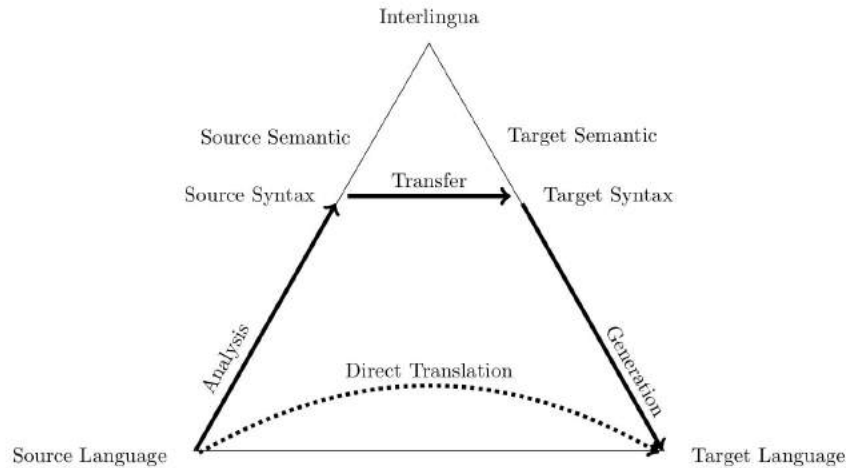 Interlingua
Source Semantic
Target Semantic
Source Syntax
Transfer
Target Syntax
Analysis
Generation
Direct Translation
Source Language
Target Language